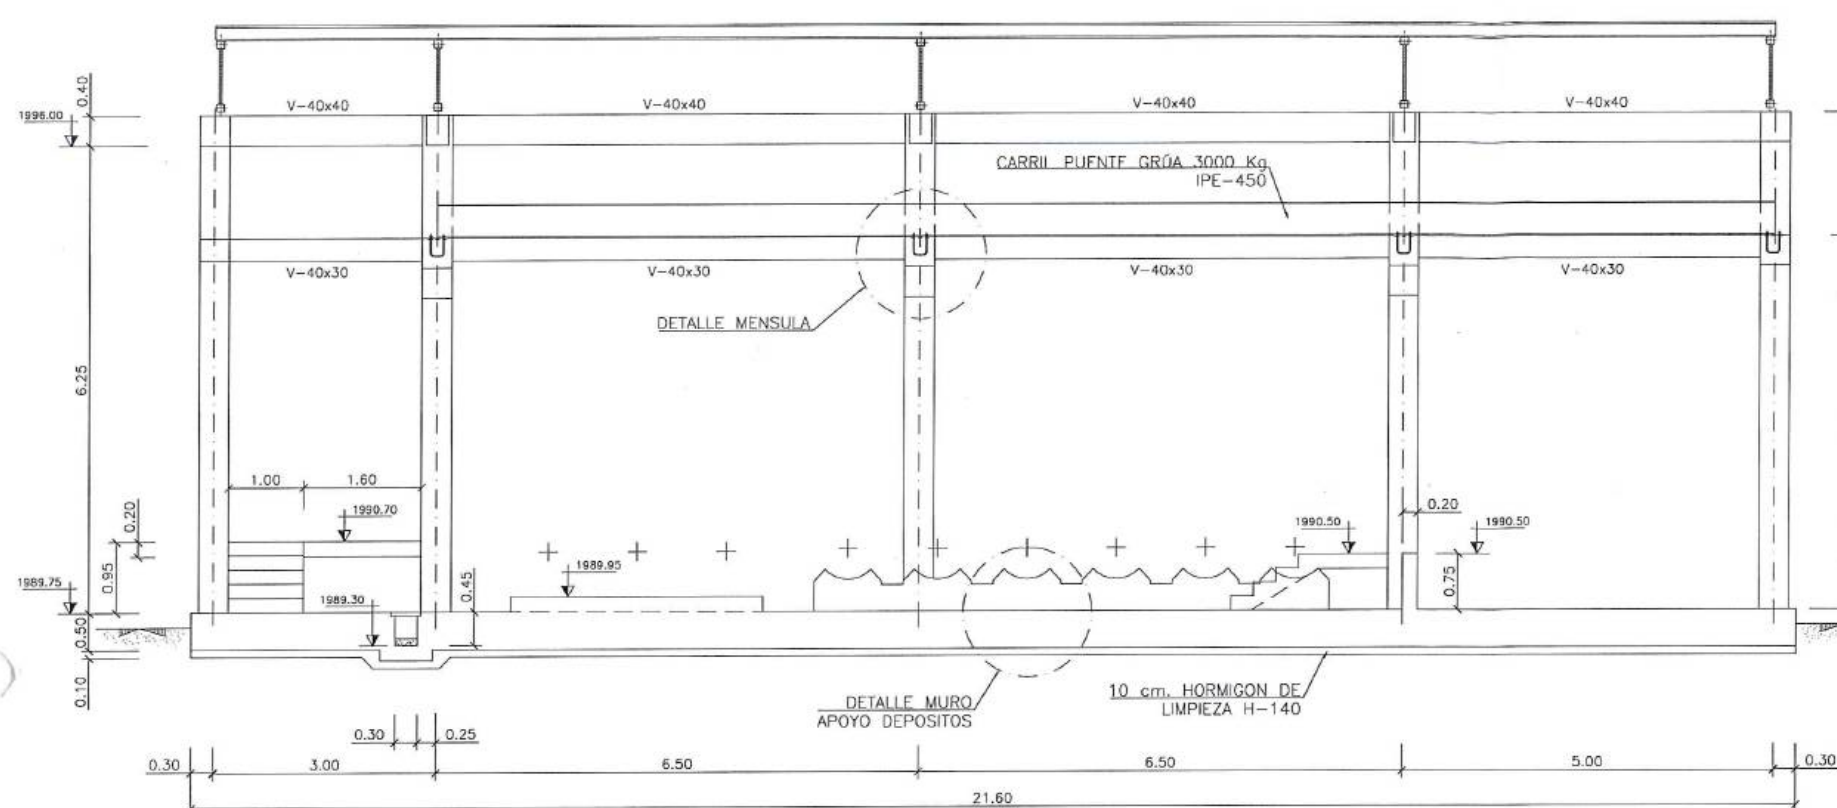 0.40
V-40x40
V-40x40
V-40x40
V-40x40
1996.00
CARRIL PUENTE GRÚA 3000 Kg
IPE-450
V-40x30
V-40x30
V-40x30
V-40x30
DETALLE MENSULA
6.25
1.00
1.60
0.20
1990.70
1990.50
0.20
1990.50
1989.75
0.95
1989.95
0.45
0.75
1989.30
0.50
0.10
DETALLE MURO
APOYO DEPOSITOS
10 cm. HORMIGON DE
LIMPIEZA H-140
0.30
0.25
0.30
3.00
6.50
6.50
5.00
0.30
21.60